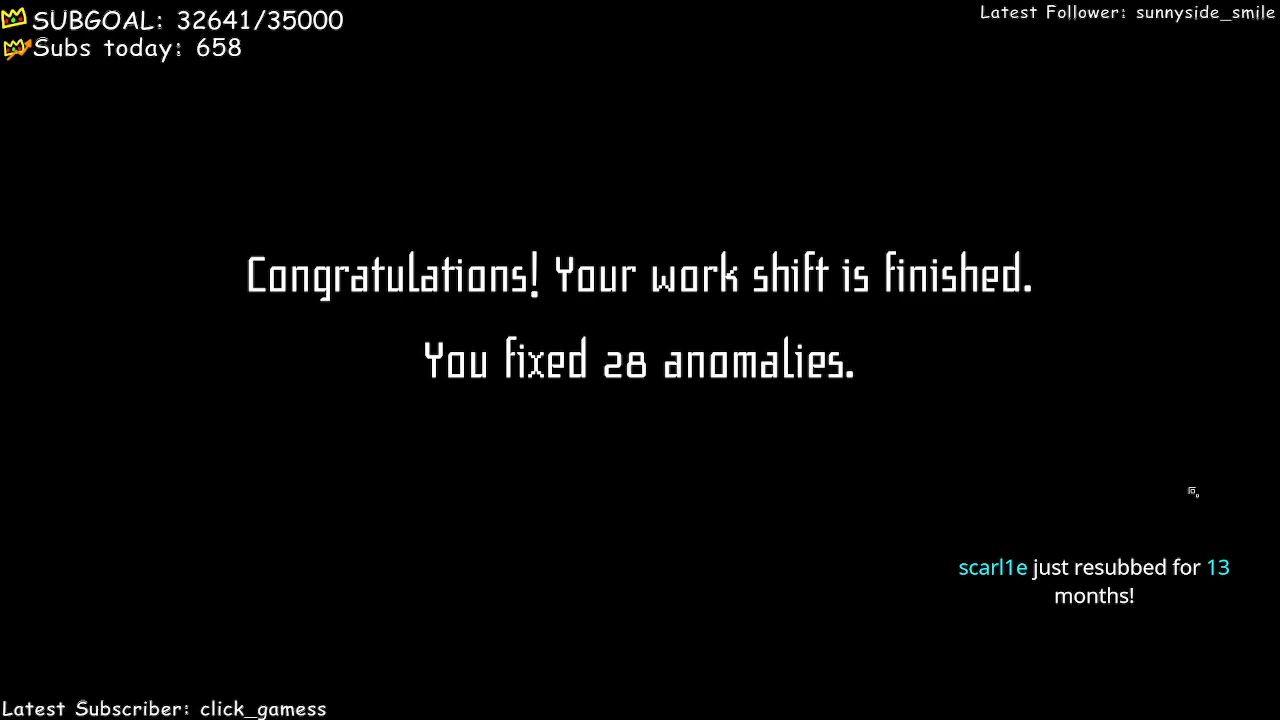 SUBGOAL: 32641/35000
Latest Follower: sunnyside_smile
Subs today: 658
Congratulations! Your work shift is finished.
You fixed 28 anomalies.
scarl1e just resubbed for 13
months!
Latest Subscriber: click_gamess